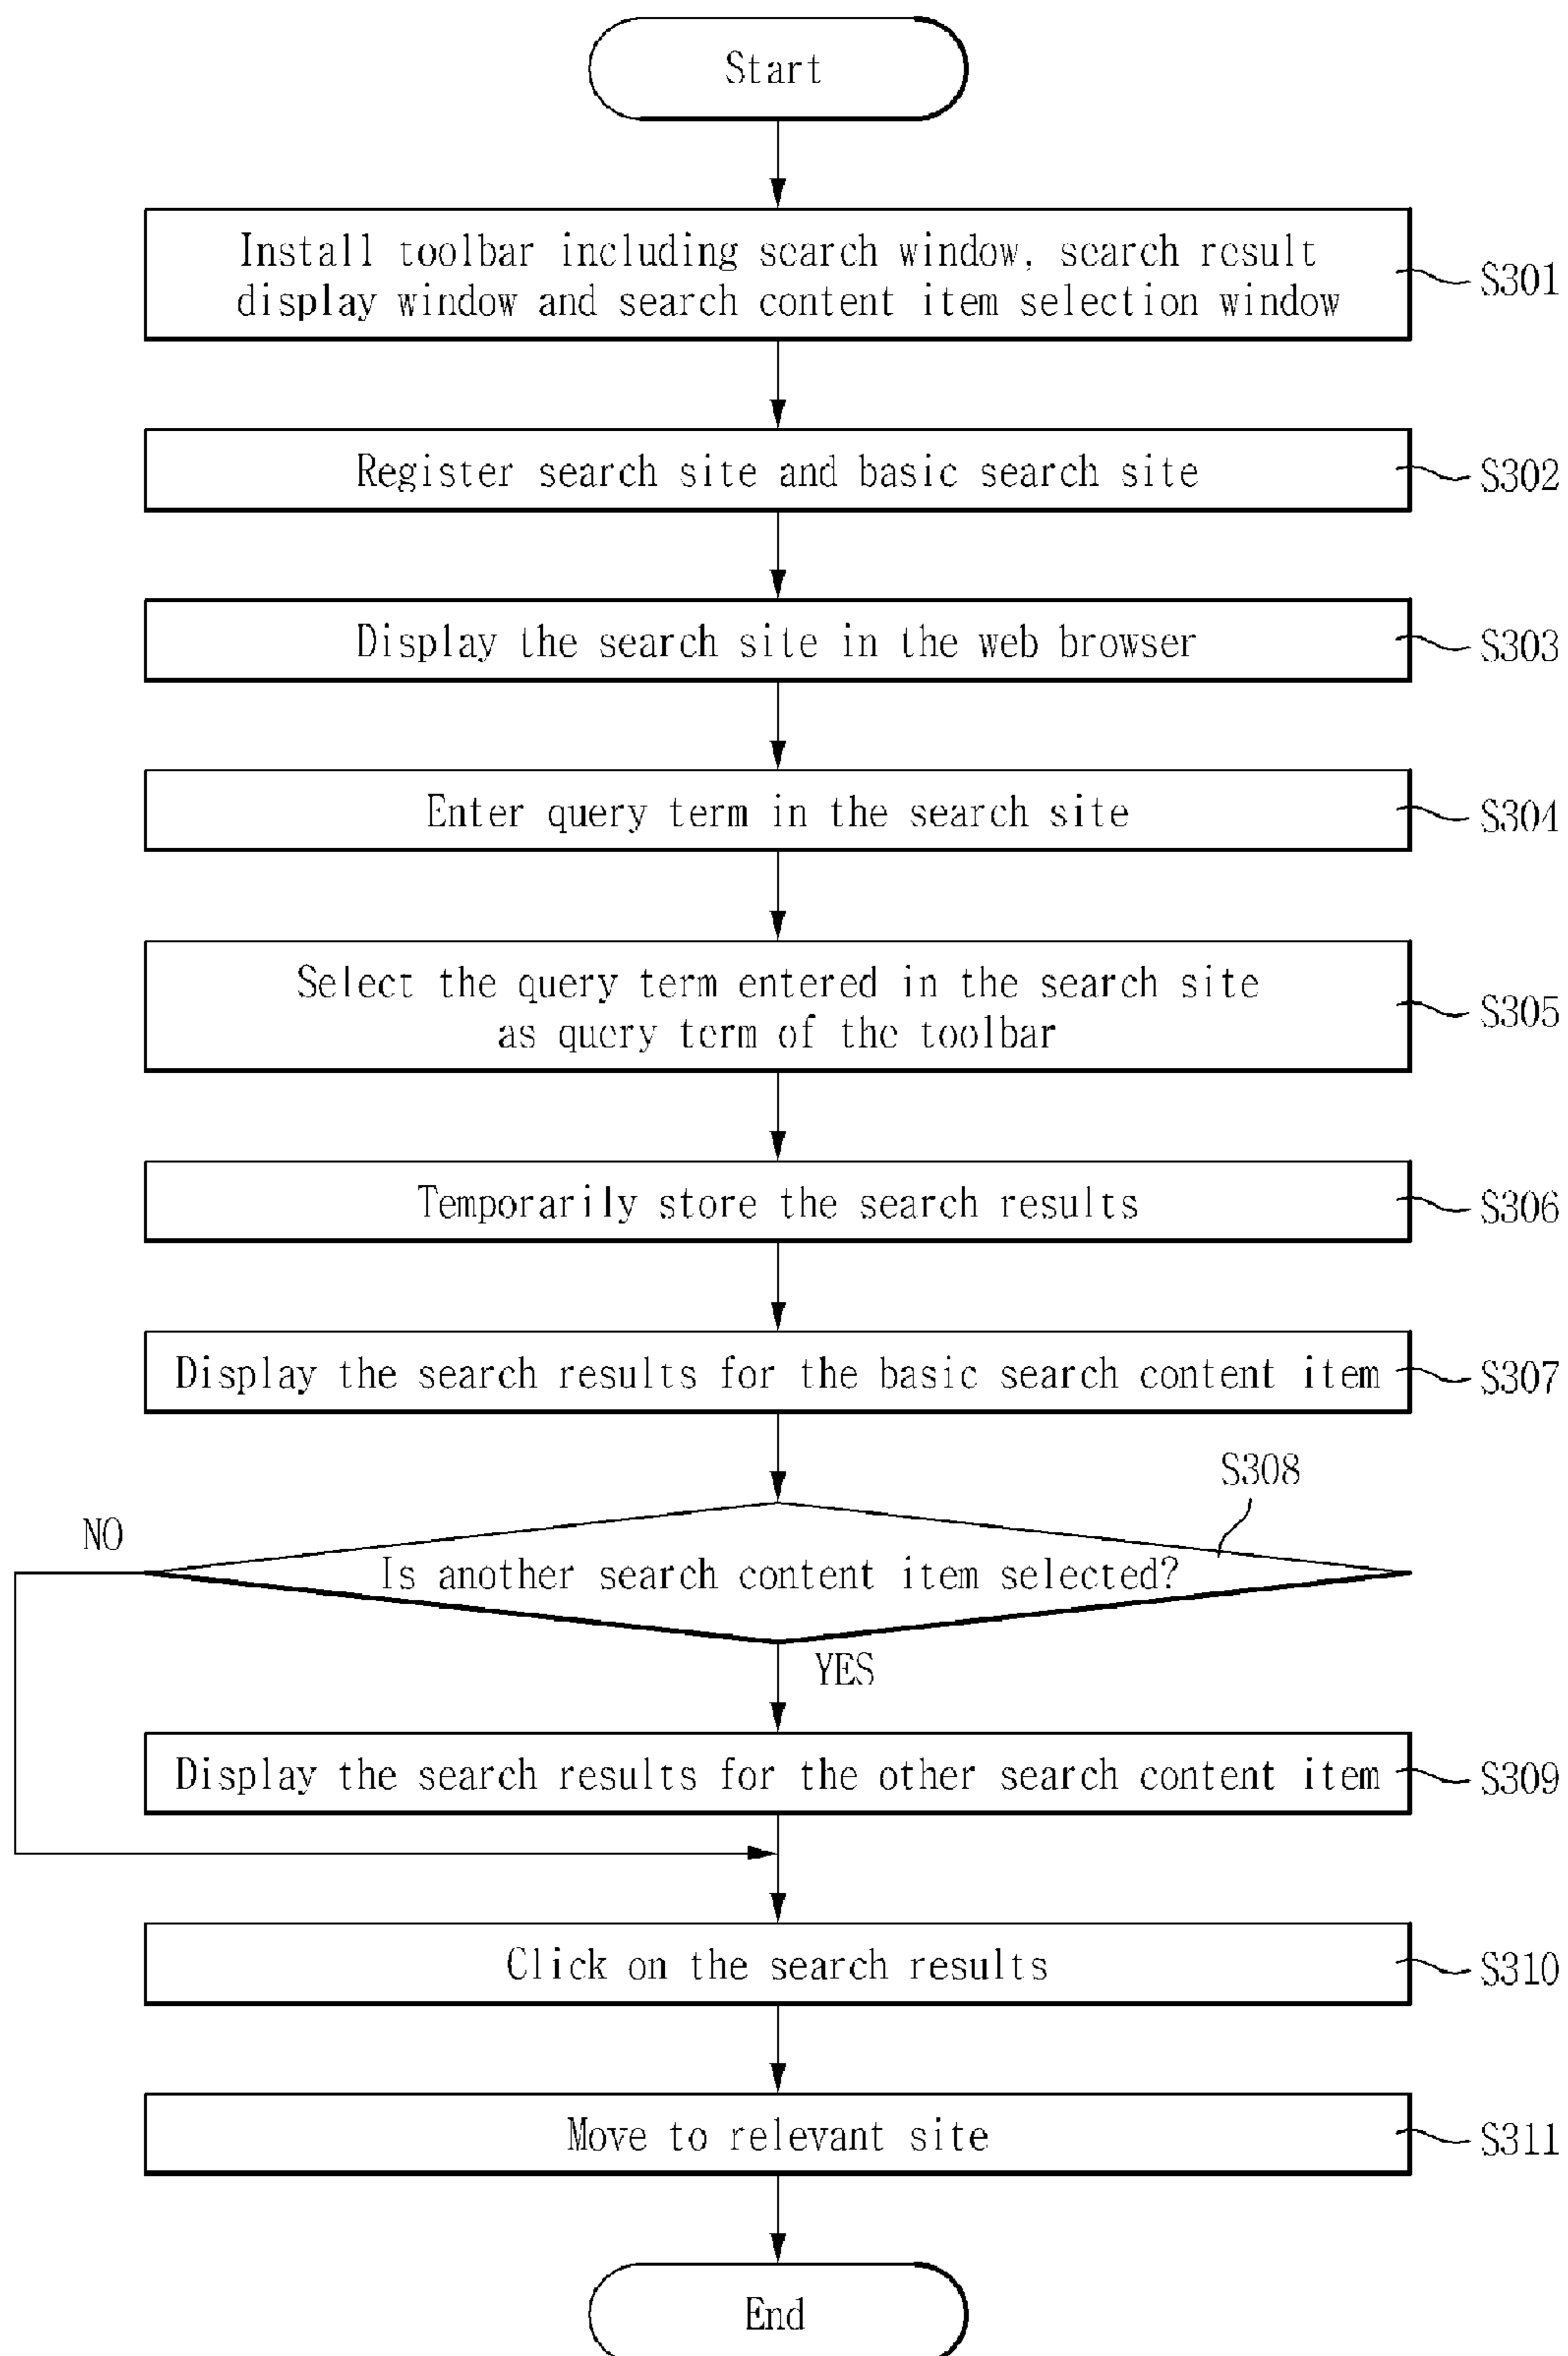 Start
Install toolbar including search window, search result
display window and search content item selection window
S301
Register search site and basic search site
S302
Display the search site in the web browser
S303
Enter query term in the search site
S304
Select the query term entered in the search site
as query term of the toolbar
S305
Temporarily store the search results
S306
Display the search results for the basic search content item
S307
S308
NO
Is another search content item selected?
YES
Display the search results for the other search content item
S309
Click on the search results
S310
Move to relevant site
S311
End